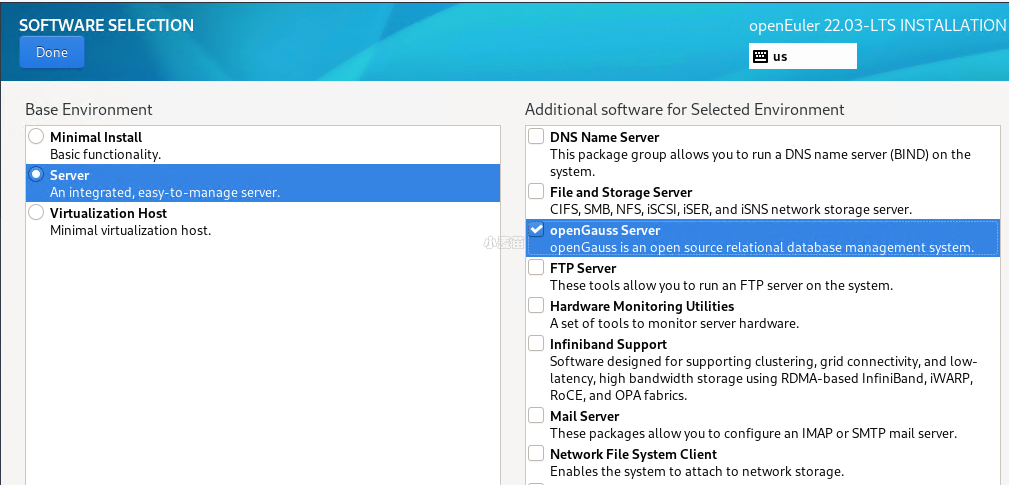 SOFTWARE SELECTION
Done
openEuler 22.03-LTS INSTALLATION
us
Base Environment
Minimal Install
Basic functionality.
Server
An integrated, easy-to-manage server.
Virtualization Host
Minimal virtualization host.
Additional software for Selected Environment
DNS Name Server
This package group allows you to run a DNS name server (BIND) on the
system.
File and Storage Server
CIFS, SMB, NFS, iSCSI, iSER, and iSNS network storage server.
openGauss Server
openGauss is an open source relational database management system.
FTP Server
These tools allow you to run an FTP server on the system.
Hardware Monitoring Utilities
A set of tools to monitor server hardware.
Infiniband Support
Software designed for supporting clustering, grid connectivity, and low-
latency, high bandwidth storage using RDMA-based InfiniBand, iWARP,
RoCE, and OPA fabrics.
Mail Server
These packages allow you to configure an IMAP or SMTP mail server.
Network File System Client
Enables the system to attach to network storage.